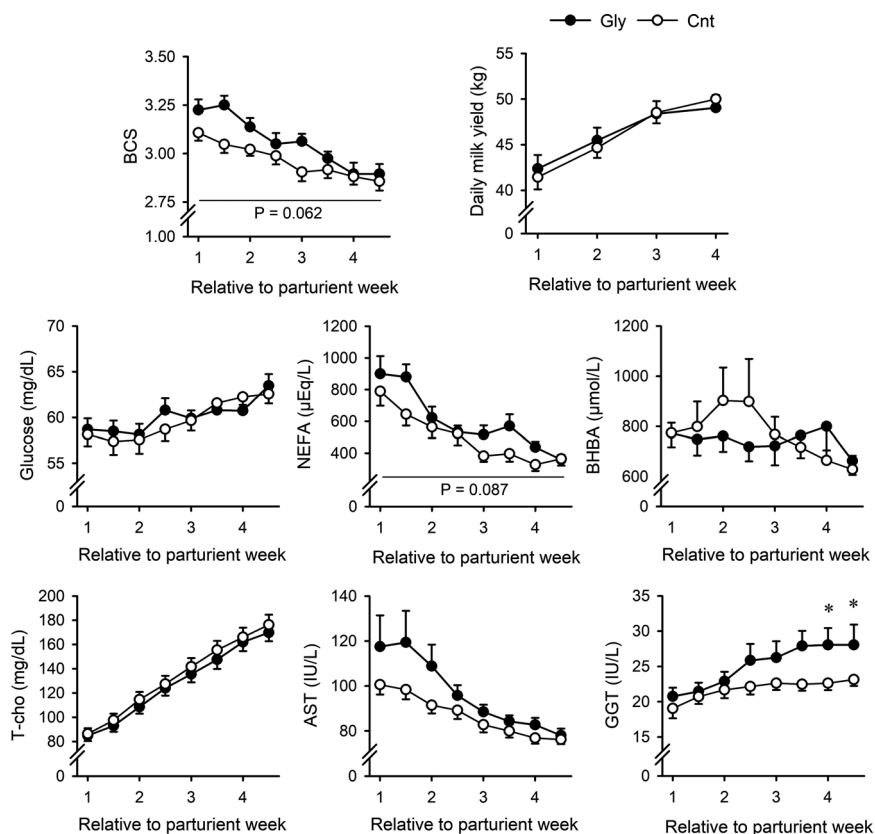 Gly Cnt
BCS
3.50
3.25
3.00
2.75
1.00
P = 0.062
1 2 3 4
Relative to parturient week
Daily milk yield (kg)
55
50
45
40
0
1 2 3 4
Relative to parturient week
Glucose (mg/dL)
70
65
60
55
0
1 2 3 4
Relative to parturient week
NEFA (μEq/L)
1200
1000
800
600
400
0
P = 0.087
1 2 3 4
Relative to parturient week
BHBA (μmol/L)
1200
1000
800
600
0
1 2 3 4
Relative to parturient week
T-cho (mg/dL)
200
180
160
140
120
100
80
0
1 2 3 4
Relative to parturient week
AST (IU/L)
140
120
100
80
0
1 2 3 4
Relative to parturient week
GGT (IU/L)
35
30
25
20
15
0
* *
1 2 3 4
Relative to parturient week